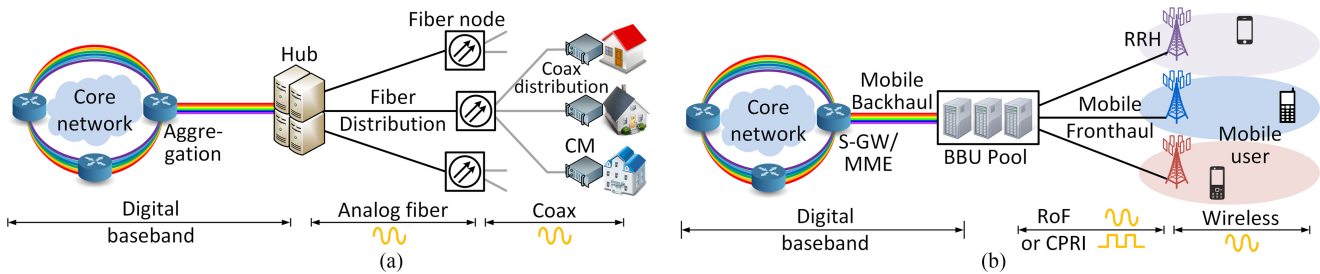 Fiber node
Hub
Core
network
Aggre-
gation
Fiber
Distribution
Coax
distribution
CM
Digital
baseband
Analog fiber
Coax
(a)
RRH
Mobile
Backhaul
Core
network
S-GW/
MME
BBU Pool
Mobile
Fronthaul
Mobile
user
Digital
baseband
RoF
or CPRI
Wireless
(b)